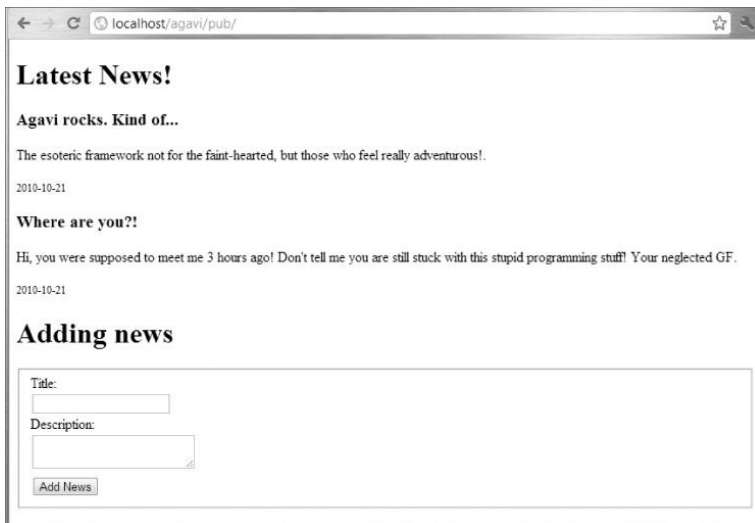 localhost/agavi/pub/
Latest News!
Agavi rocks. Kind of...
The esoteric framework not for the faint-hearted, but those who feel really adventurous!.
2010-10-21
Where are you?!
Hi, you were supposed to meet me 3 hours ago! Don't tell me you are still stuck with this stupid programming stuff! Your neglected GF.
2010-10-21
Adding news
Title:
Description:
Add News